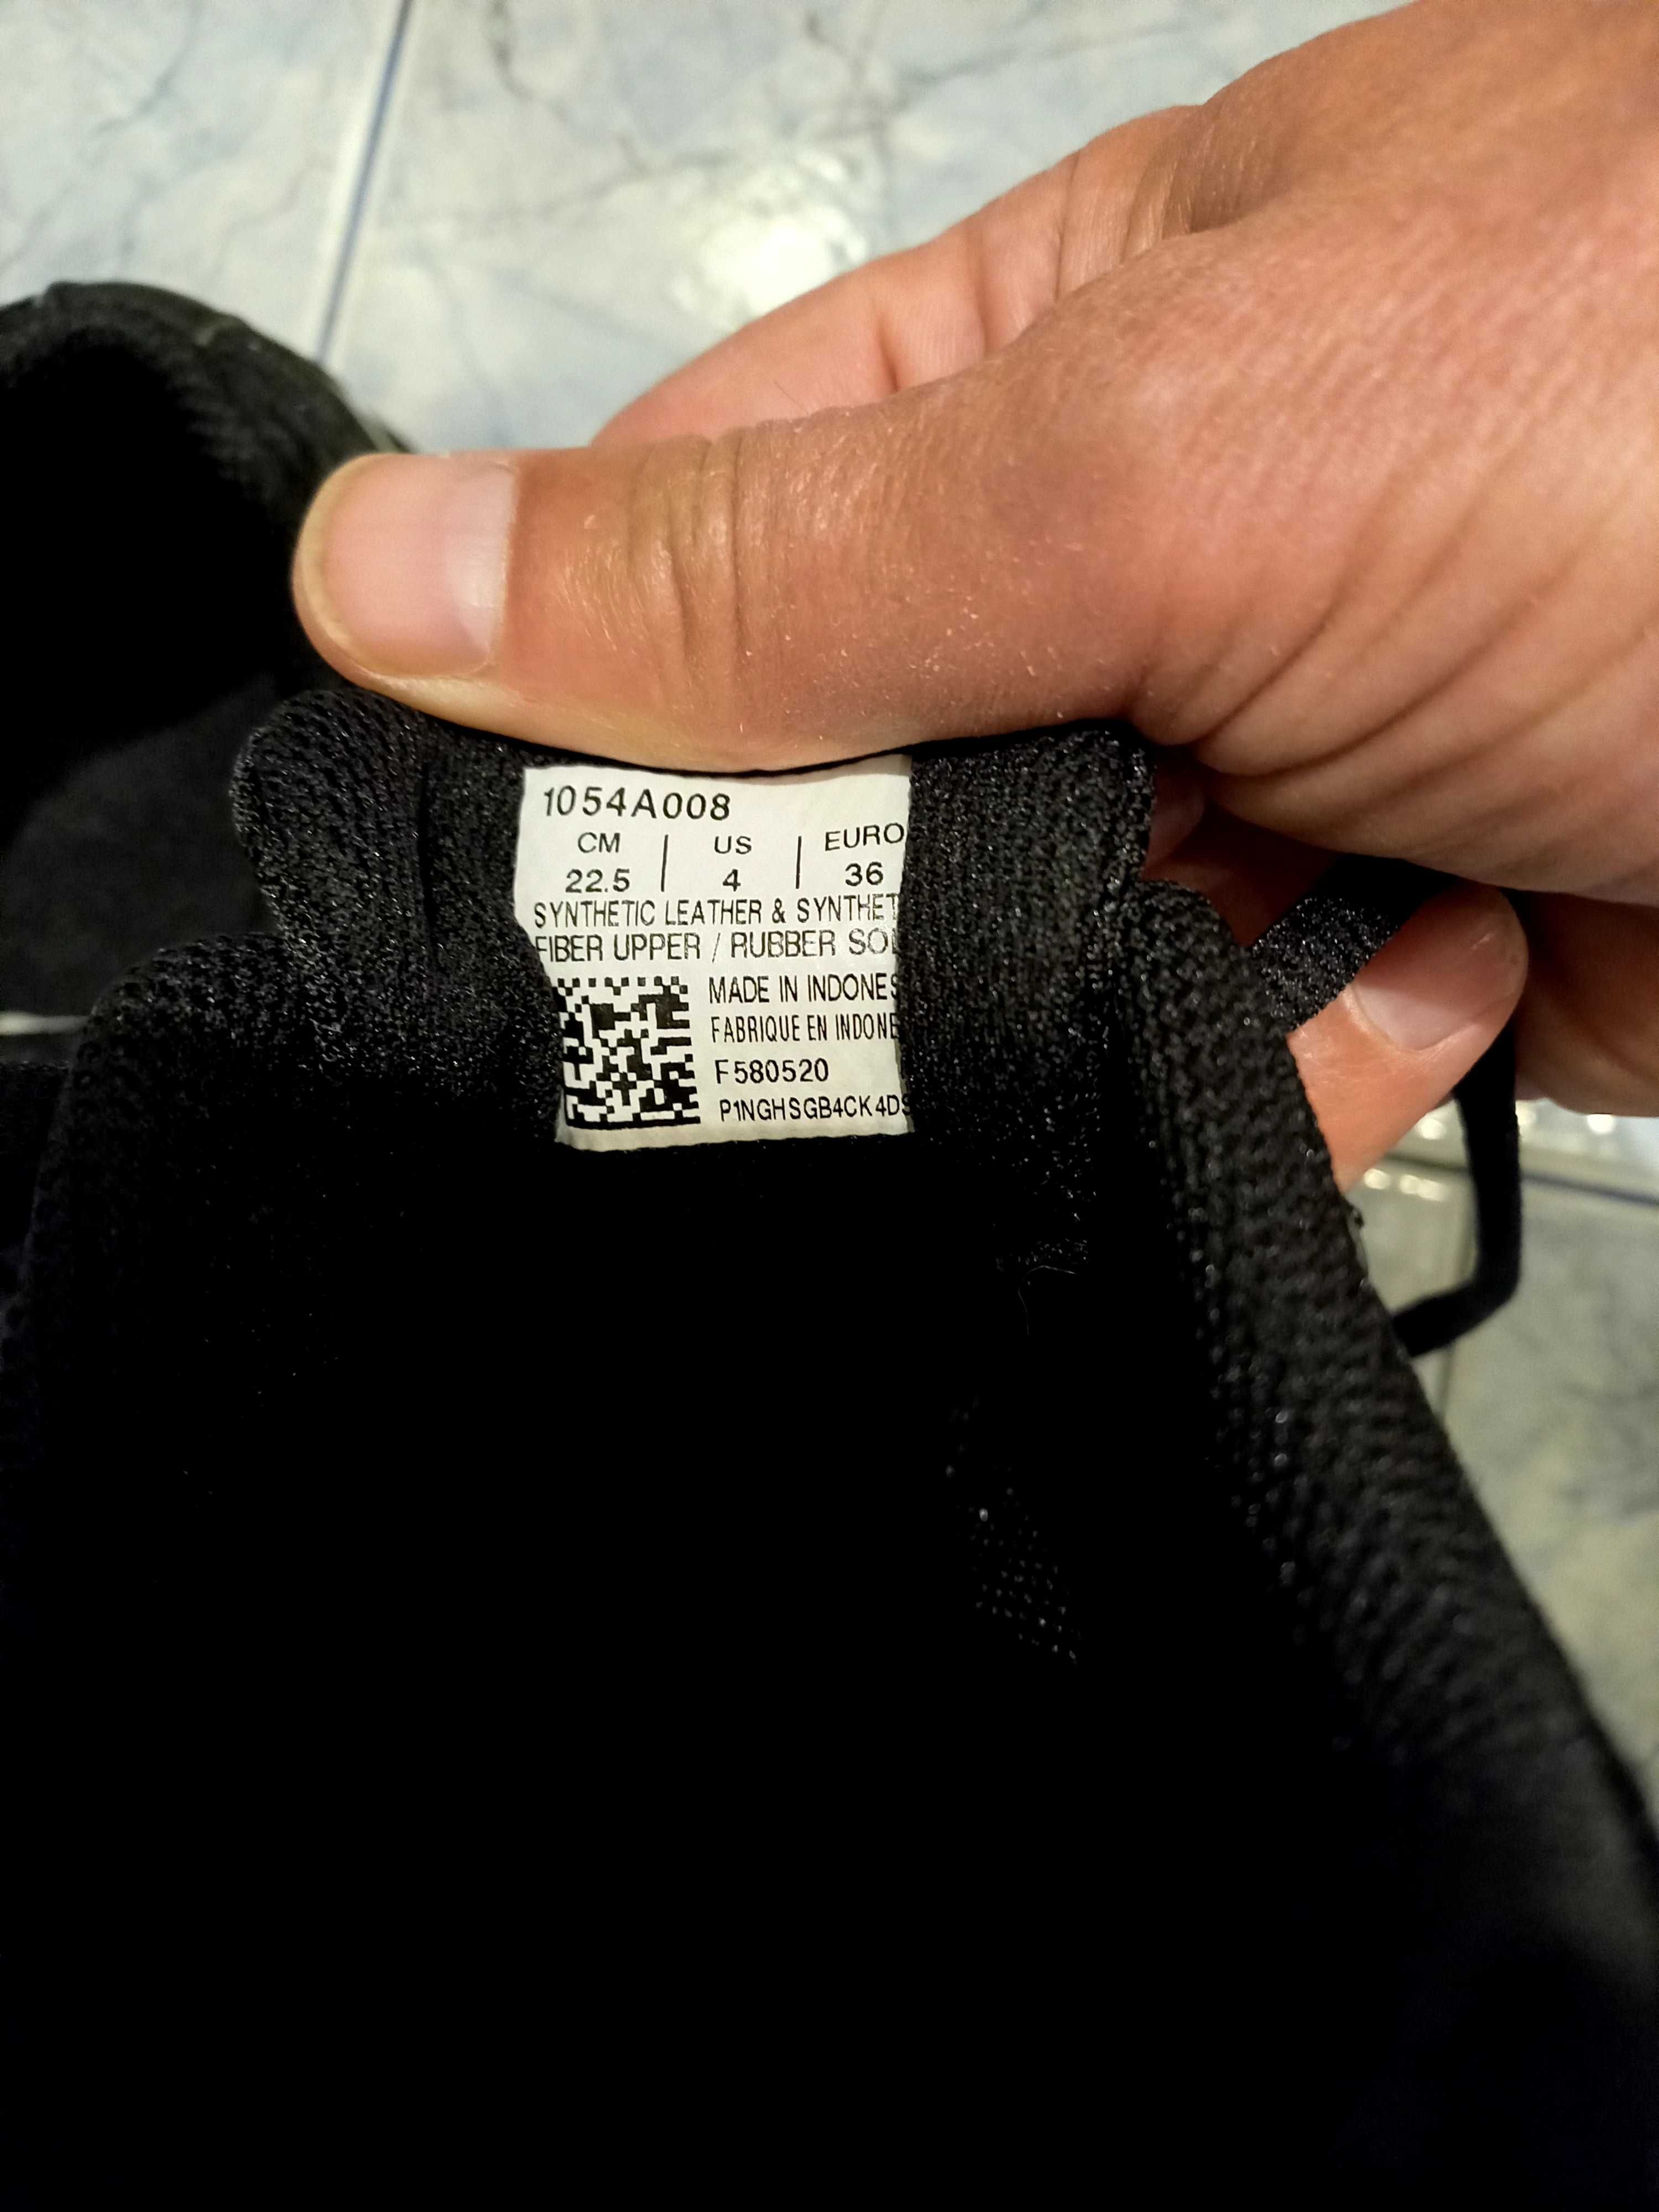 1054A008
CM | US | EURO
22.5 | 4 | 36
SYNTHETIC LEATHER & SYNTHET
FIBER UPPER / RUBBER SOL
MADE IN INDONES
FABRIQUE EN INDONE
F580520
P1NGHSGB4CK4DS